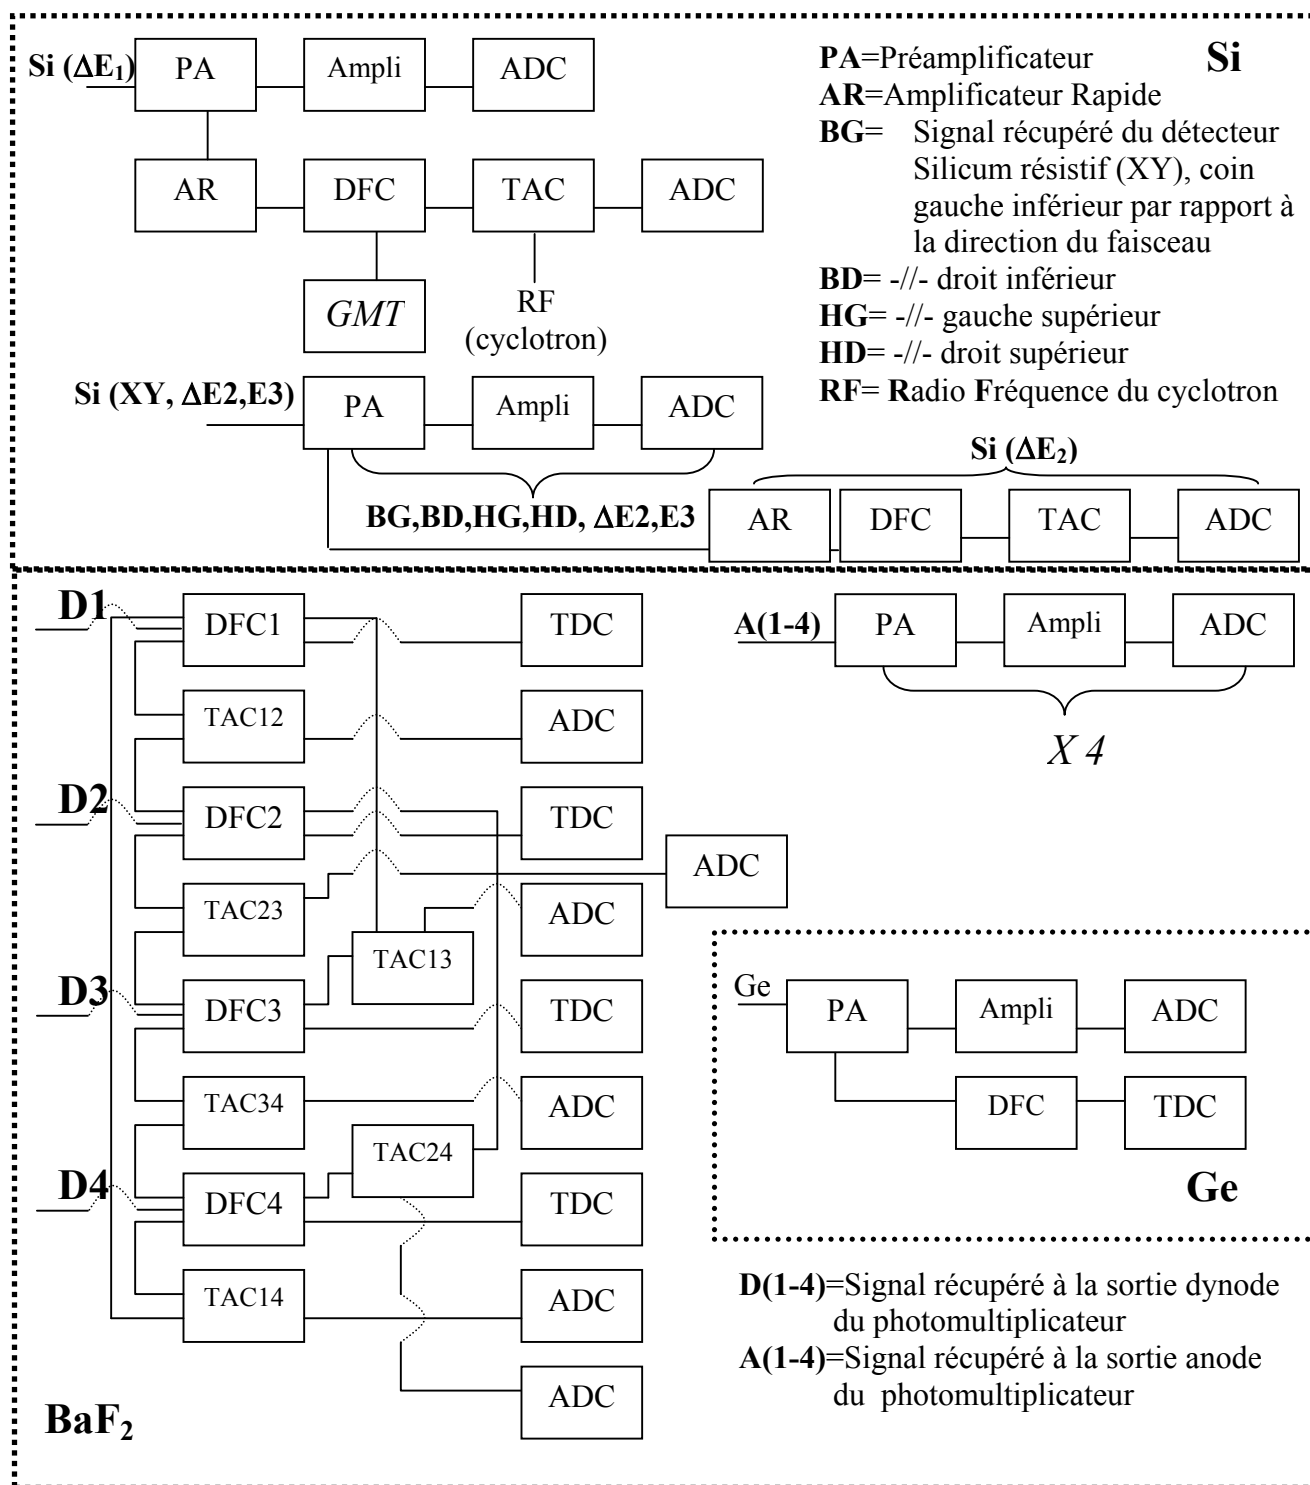 Si (ΔE₁)
PA
Ampli
ADC
AR
DFC
TAC
ADC
GMT
RF
(cyclotron)
Si
PA=Préamplificateur
AR=Amplificateur Rapide
BG= Signal récupéré du détecteur
Silicum résistif (XY), coin
gauche inférieur par rapport à
la direction du faisceau
BD= -//- droit inférieur
HG= -//- gauche supérieur
HD= -//- droit supérieur
RF= Radio Fréquence du cyclotron
Si (XY, ΔE2,E3)
PA
Ampli
ADC
BG,BD,HG,HD, ΔE2,E3
Si (ΔE₂)
AR
DFC
TAC
ADC
D1
DFC1
TDC
TAC12
ADC
D2
DFC2
TDC
ADC
TAC23
ADC
TAC13
D3
DFC3
TDC
TAC34
ADC
TAC24
D4
DFC4
TDC
TAC14
ADC
ADC
BaF₂
A(1-4)
PA
Ampli
ADC
X 4
Ge
PA
Ampli
ADC
DFC
TDC
Ge
D(1-4)=Signal récupéré à la sortie dynode
du photomultiplicateur
A(1-4)=Signal récupéré à la sortie anode
du photomultiplicateur